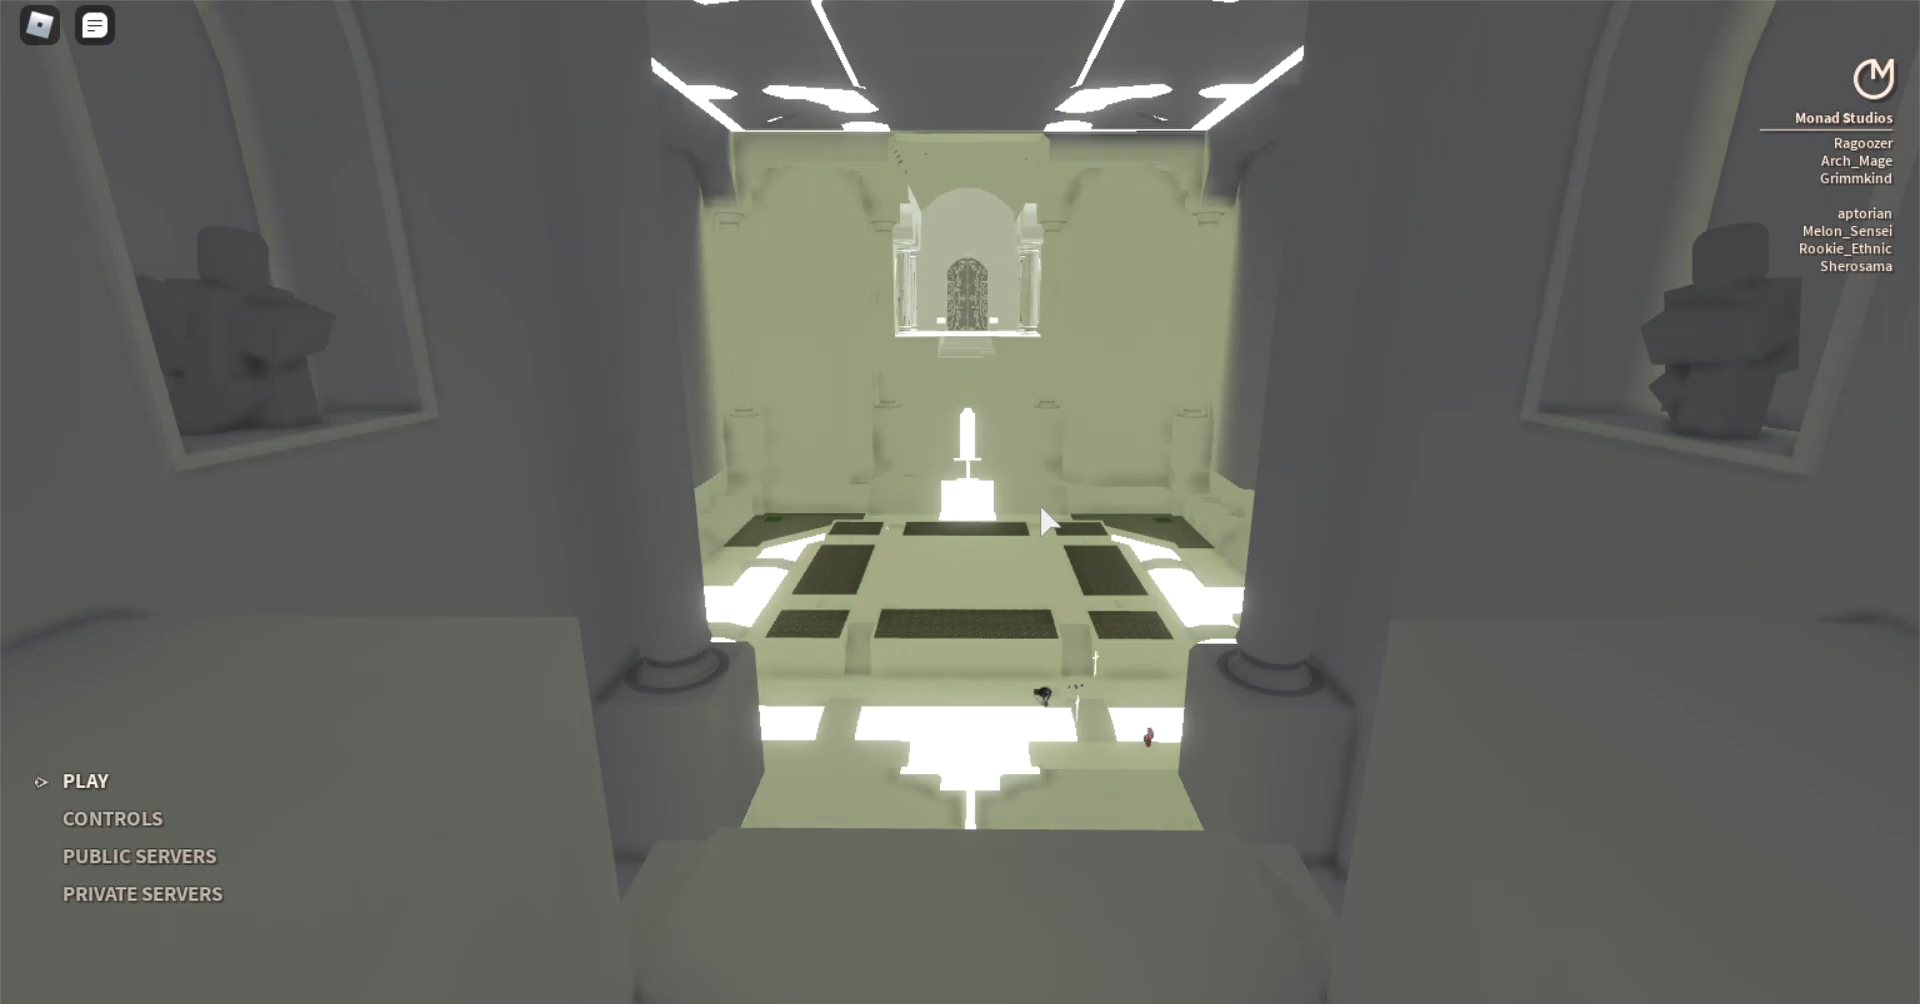 Monad Studios
Ragoozer
Arch_Mage
Grimmkind
aptorian
Melon_Sensei
Rookie_Ethnic
Sherosama
PLAY
CONTROLS
PUBLIC SERVERS
PRIVATE SERVERS